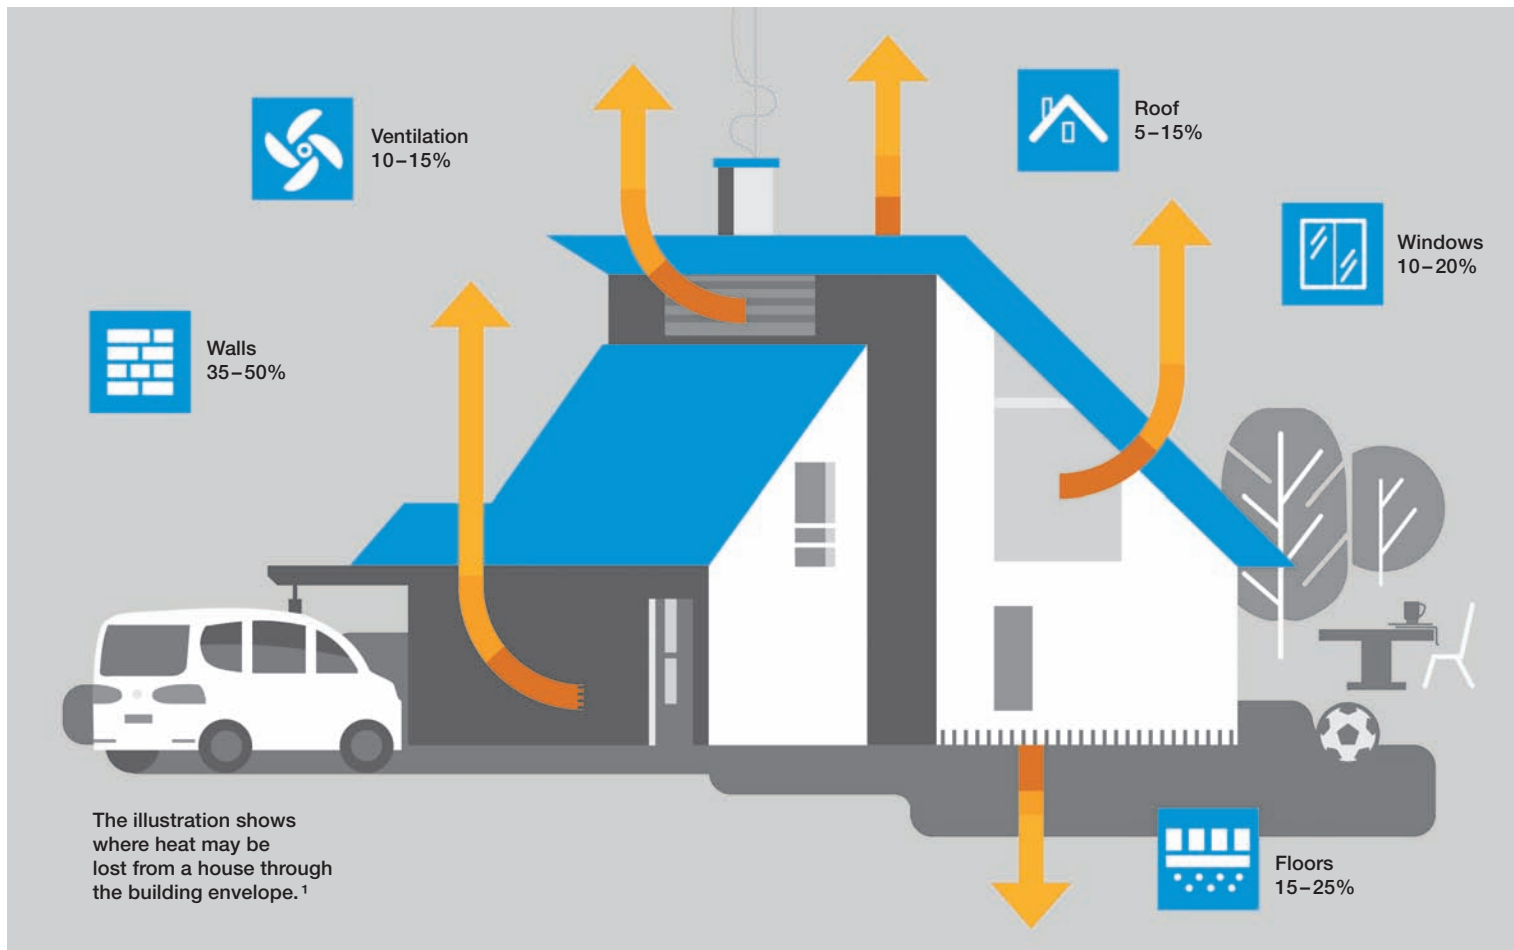 Ventilation
10–15%
Roof
5–15%
Windows
10–20%
Walls
35–50%
The illustration shows
where heat may be
lost from a house through
the building envelope.¹
Floors
15–25%